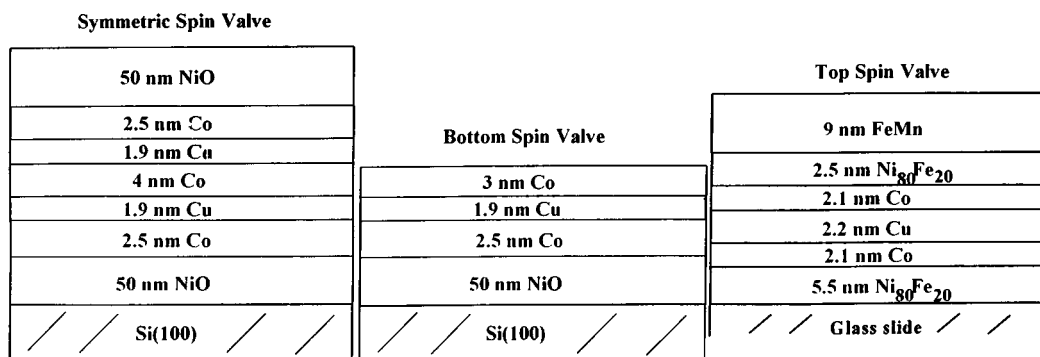 Symmetric Spin Valve
50 nm NiO
2.5 nm Co
1.9 nm Cu
4 nm Co
1.9 nm Cu
2.5 nm Co
50 nm NiO
Si(100)
Bottom Spin Valve
3 nm Co
1.9 nm Cu
2.5 nm Co
50 nm NiO
Si(100)
Top Spin Valve
9 nm FeMn
2.5 nm Ni80Fe20
2.1 nm Co
2.2 nm Cu
2.1 nm Co
5.5 nm Ni80Fe20
Glass slide